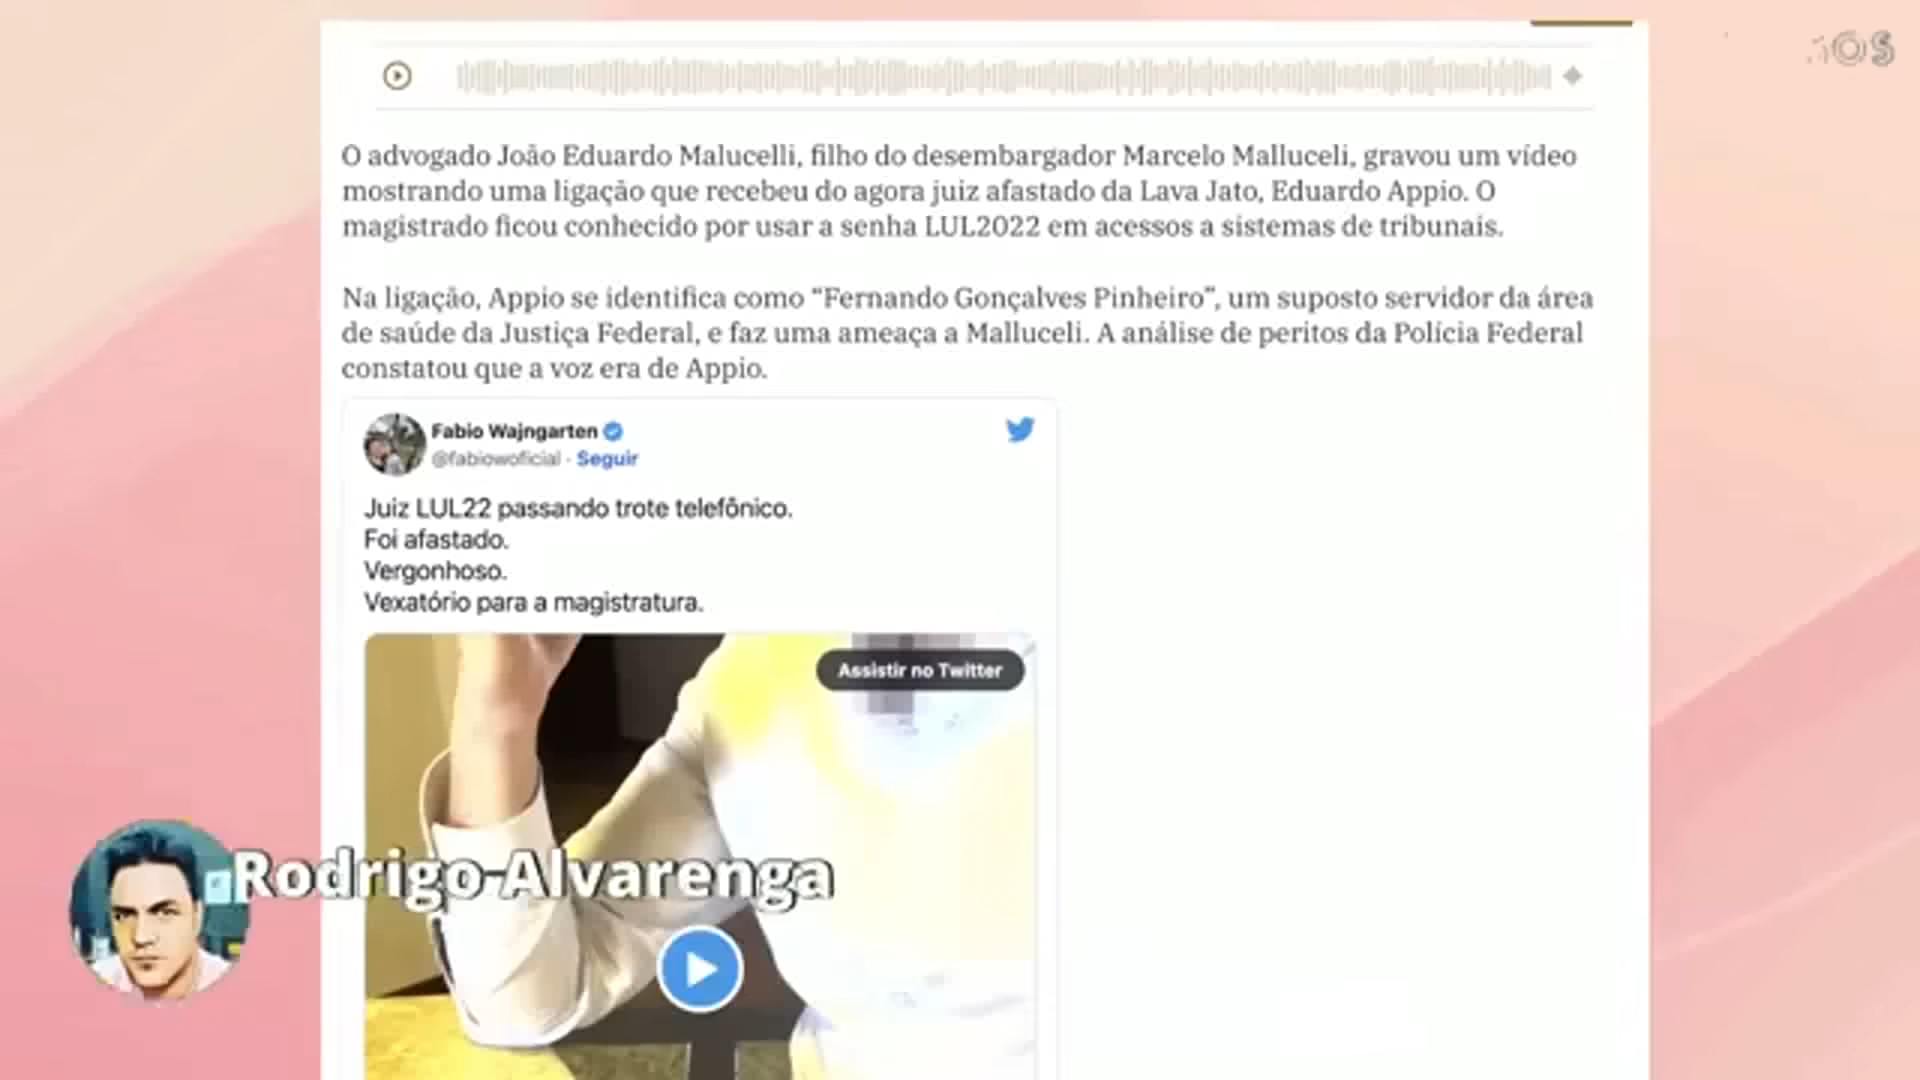 O advogado João Eduardo Malucelli, filho do desembargador Marcelo Malluceli, gravou um vídeo
mostrando uma ligação que recebeu do agora juiz afastado da Lava Jato, Eduardo Appio. O
magistrado ficou conhecido por usar a senha LUL2022 em acessos a sistemas de tribunais.
Na ligação, Appio se identifica como “Fernando Gonçalves Pinheiro”, um suposto servidor da área
de saúde da Justiça Federal, e faz uma ameaça a Malluceli. A análise de peritos da Polícia Federal
constatou que a voz era de Appio.
Fabio Wajngarten
@fabiowoficial · Seguir
Juiz LUL22 passando trote telefônico.
Foi afastado.
Vergonhoso.
Vexatório para a magistratura.
Assistir no Twitter
Rodrigo Alvarenga